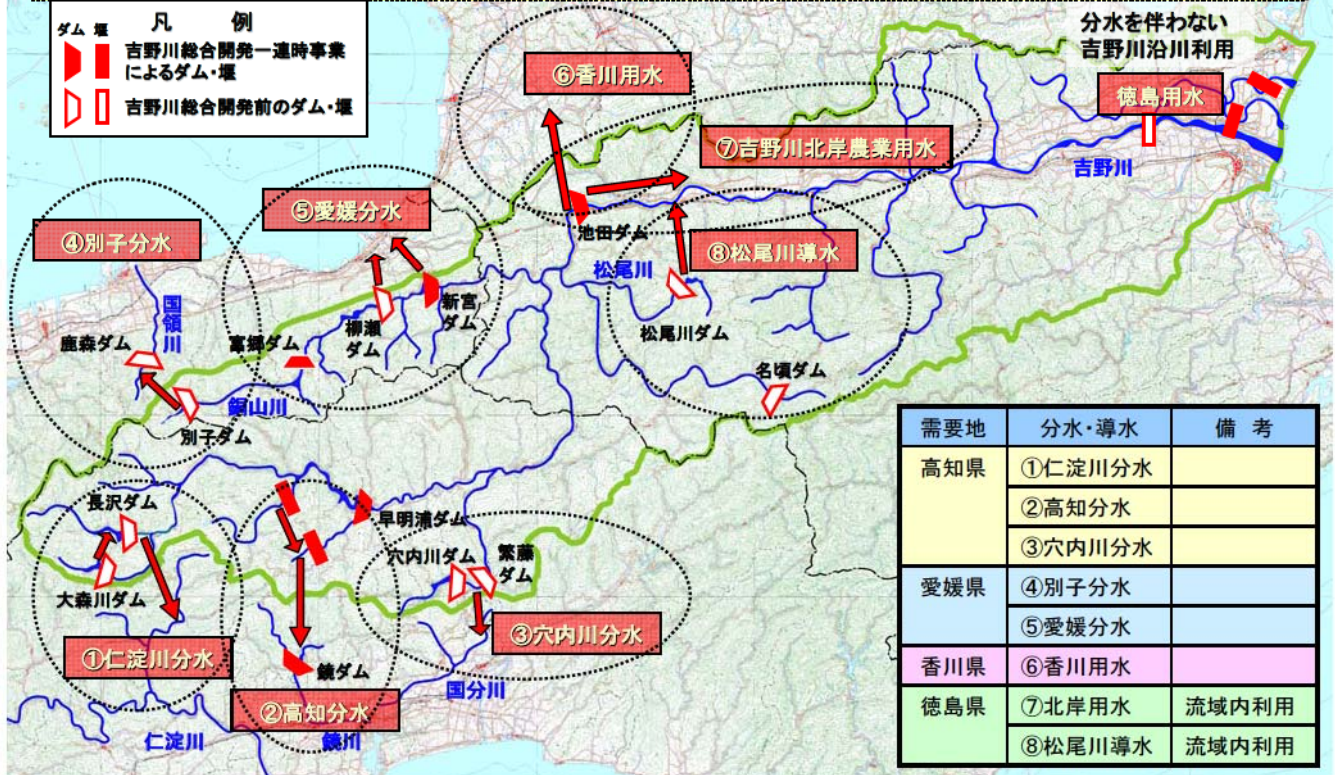 凡 例
ダム 堰
吉野川総合開発一連時事業
によるダム・堰
吉野川総合開発前のダム・堰
分水を伴わない
吉野川沿川利用
徳島用水
⑥香川用水
⑦吉野川北岸農業用水
吉野川
⑤愛媛分水
④別子分水
池田ダム
⑧松尾川導水
松尾川
国領川
新宮
ダム
柳瀬
ダム
松尾川ダム
鹿森ダム
富郷ダム
名頃ダム
銅山川
別子ダム
長沢ダム
早明浦ダム
穴内川ダム
繁藤
ダム
大森川ダム
①仁淀川分水
③穴内川分水
鏡ダム
国分川
②高知分水
仁淀川
鏡川
需要地 分水・導水 備 考
高知県 ①仁淀川分水
②高知分水
③穴内川分水
愛媛県 ④別子分水
⑤愛媛分水
香川県 ⑥香川用水
徳島県 ⑦北岸用水 流域内利用
⑧松尾川導水 流域内利用